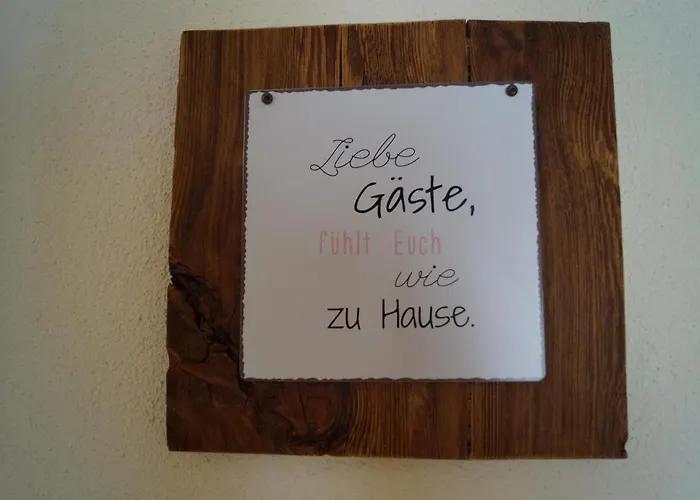 Liebe
Gäste,
fühlt Euch
wie
zu Hause.